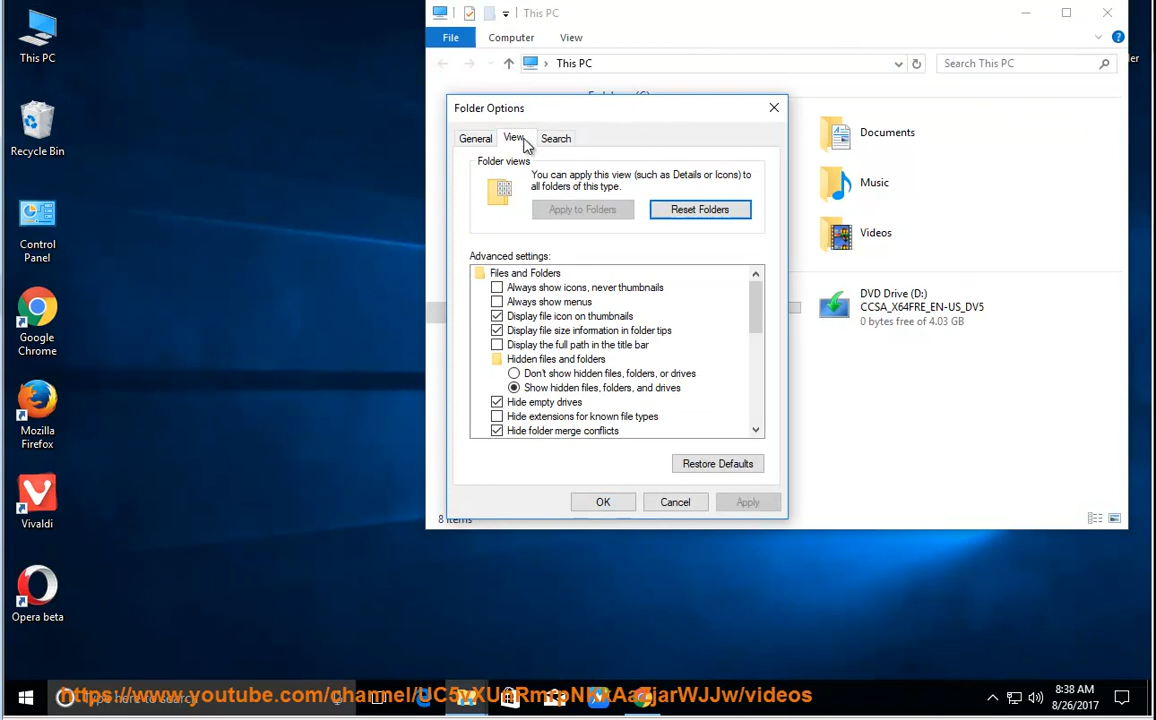 This PC
This PC
File
Computer
View
This PC
Search This PC
Recycle Bin
Control
Panel
Google
Chrome
Mozilla
Firefox
Vivaldi
Opera beta
Folder Options
General
View
Search
Folder views
You can apply this view (such as Details or Icons) to
all folders of this type.
Apply to Folders
Reset Folders
Advanced settings:
Files and Folders
Always show icons, never thumbnails
Always show menus
Display file icon on thumbnails
Display file size information in folder tips
Display the full path in the title bar
Hidden files and folders
Don't show hidden files, folders, or drives
Show hidden files, folders, and drives
Hide empty drives
Hide extensions for known file types
Hide folder merge conflicts
Restore Defaults
OK
Cancel
Apply
Documents
Music
Videos
DVD Drive (D:)
CCSA_X64FRE_EN-US_DV5
0 bytes free of 4.03 GB
8 items
Type here to search
8:38 AM
8/26/2017